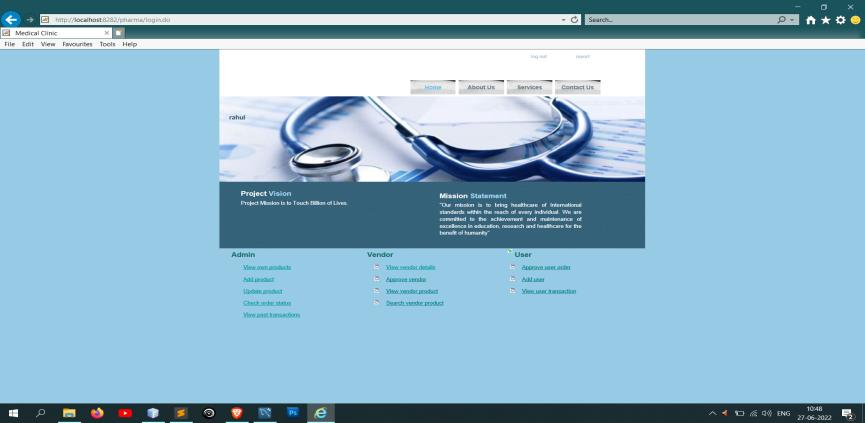 http://localhost:8282/pharma/login.do
Search...
Medical Clinic
File Edit View Favourites Tools Help
log out report
Home About Us Services Contact Us
rahul
Project Vision
Project Mission is to Touch Billion of Lives.
Mission Statement
"Our mission is to bring healthcare of International
standards within the reach of every individual. We are
committed to the achievement and maintenance of
excellence in education, research and healthcare for the
benefit of humanity"
Admin
View own products
Add product
Update product
Check order status
View past transactions
Vendor
View vendor details
Approve vendor
View vendor product
Search vendor product
User
Approve user order
Add user
View user transaction
Ps
ENG
10:48
27-06-2022
2